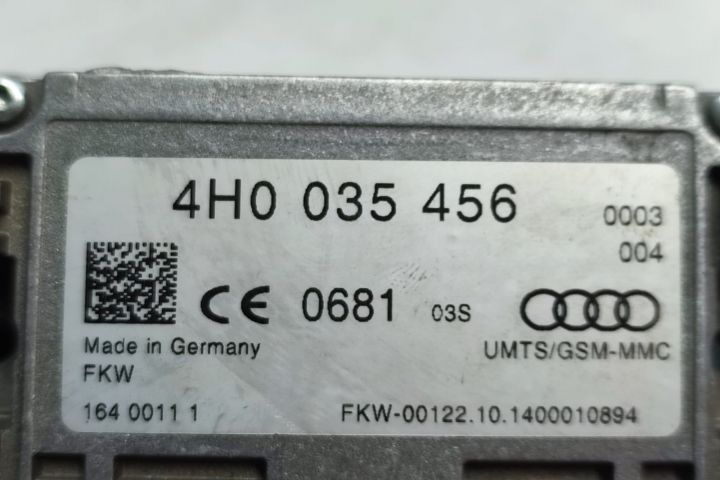 4H0 035 456 0003
004
CE 0681 03S
Made in Germany UMTS/GSM-MMC
FKW
164 0011 1 FKW-00122.10.1400010894